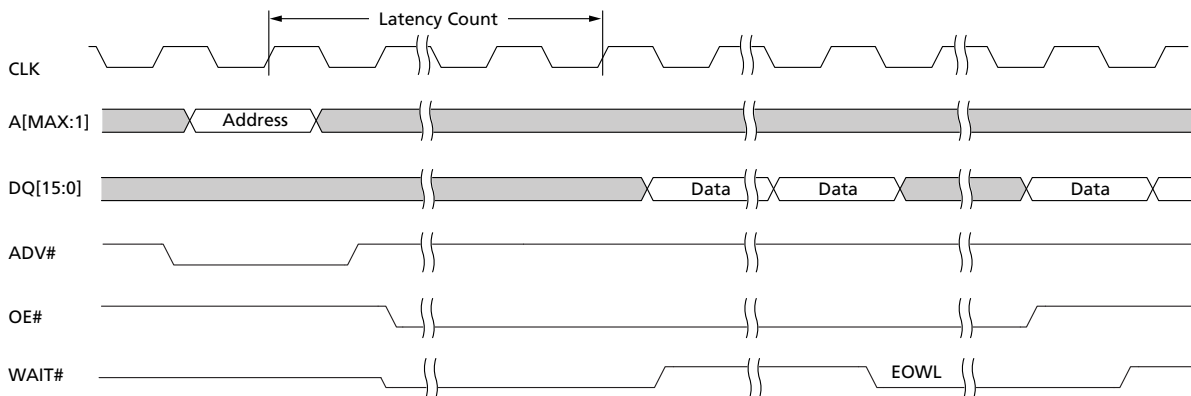 Latency Count
CLK
A[MAX:1]
Address
DQ[15:0]
Data
Data
Data
ADV#
OE#
WAIT#
EOWL